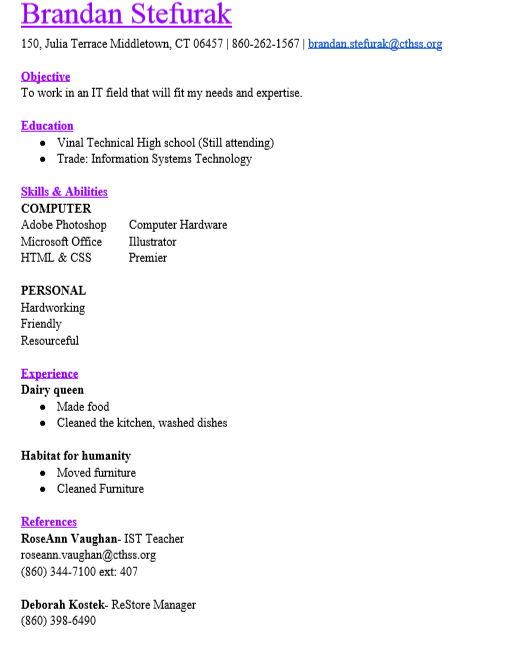 Brandan Stefurak
150, Julia Terrace Middletown, CT 06457 | 860-262-1567 | brandan.stefurak@cthss.org
Objective
To work in an IT field that will fit my needs and expertise.
Education
● Vinal Technical High school (Still attending)
● Trade: Information Systems Technology
Skills & Abilities
COMPUTER
Adobe Photoshop Computer Hardware
Microsoft Office Illustrator
HTML & CSS Premier
PERSONAL
Hardworking
Friendly
Resourceful
Experience
Dairy queen
● Made food
● Cleaned the kitchen, washed dishes
Habitat for humanity
● Moved furniture
● Cleaned Furniture
References
RoseAnn Vaughan- IST Teacher
roseann.vaughan@cthss.org
(860) 344-7100 ext: 407
Deborah Kostek- ReStore Manager
(860) 398-6490